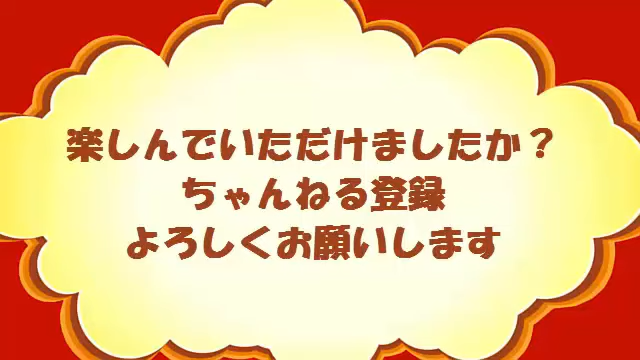 楽しんでいただけましたか？
ちゃんねる登録
よろしくお願いします